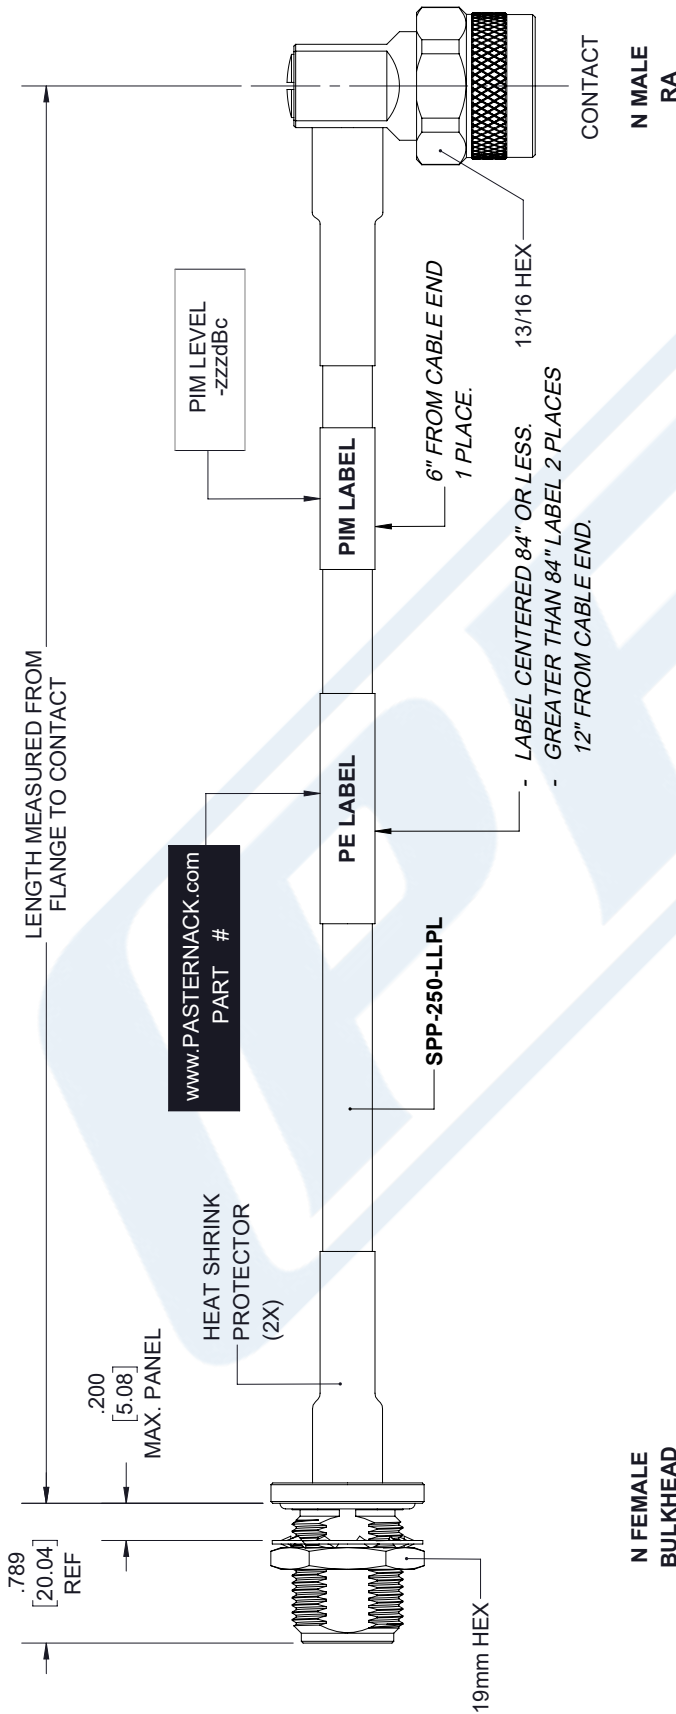 .789
[20.04]
REF
.200
[5.08]
MAX. PANEL
LENGTH MEASURED FROM
FLANGE TO CONTACT
HEAT SHRINK
PROTECTOR
(2X)
www.PASTERNACK.com
PART #
PIM LEVEL
-zzzdBc
PE LABEL
PIM LABEL
19mm HEX
SPP-250-LLPL
6" FROM CABLE END
1 PLACE.
- LABEL CENTERED 84" OR LESS.
- GREATER THAN 84" LABEL 2 PLACES
12" FROM CABLE END.
13/16 HEX
CONTACT
N FEMALE
BULKHEAD
N MALE
RA